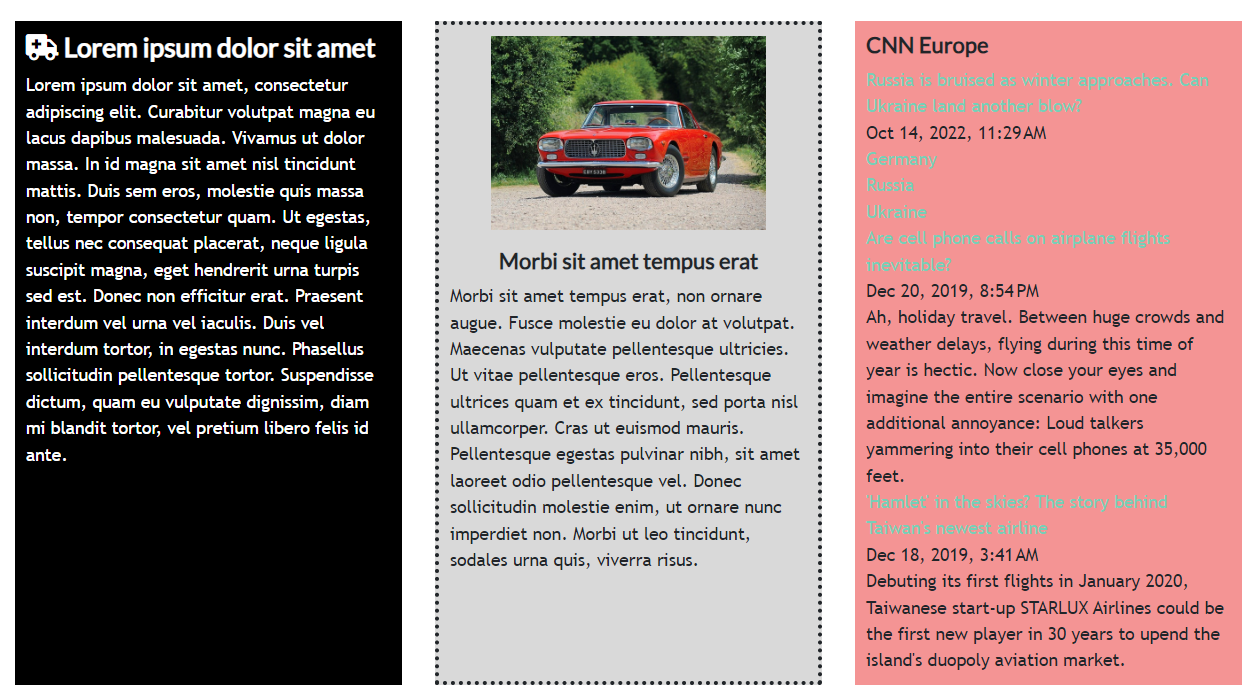 Lorem ipsum dolor sit amet
Lorem ipsum dolor sit amet, consectetur
adipiscing elit. Curabitur volutpat magna eu
lacus dapibus malesuada. Vivamus ut dolor
massa. In id magna sit amet nisl tincidunt
mattis. Duis sem eros, molestie quis massa
non, tempor consectetur quam. Ut egestas,
tellus nec consequat placerat, neque ligula
suscipit magna, eget hendrerit urna turpis
sed est. Donec non efficitur erat. Praesent
interdum vel urna vel iaculis. Duis vel
interdum tortor, in egestas nunc. Phasellus
sollicitudin pellentesque tortor. Suspendisse
dictum, quam eu vulputate dignissim, diam
mi blandit tortor, vel pretium libero felis id
ante.
Morbi sit amet tempus erat
Morbi sit amet tempus erat, non ornare
augue. Fusce molestie eu dolor at volutpat.
Maecenas vulputate pellentesque ultricies.
Ut vitae pellentesque eros. Pellentesque
ultrices quam et ex tincidunt, sed porta nisl
ullamcorper. Cras ut euismod mauris.
Pellentesque egestas pulvinar nibh, sit amet
laoreet odio pellentesque vel. Donec
sollicitudin molestie enim, ut ornare nunc
imperdiet non. Morbi ut leo tincidunt,
sodales urna quis, viverra risus.
CNN Europe
Russia is bruised as winter approaches. Can
Ukraine land another blow?
Oct 14, 2022, 11:29 AM
Germany
Russia
Ukraine
Are cell phone calls on airplane flights
inevitable?
Dec 20, 2019, 8:54 PM
Ah, holiday travel. Between huge crowds and
weather delays, flying during this time of
year is hectic. Now close your eyes and
imagine the entire scenario with one
additional annoyance: Loud talkers
yammering into their cell phones at 35,000
feet.
'Hamlet' in the skies? The story behind
Taiwan's newest airline
Dec 18, 2019, 3:41 AM
Debuting its first flights in January 2020,
Taiwanese start-up STARLUX Airlines could be
the first new player in 30 years to upend the
island's duopoly aviation market.